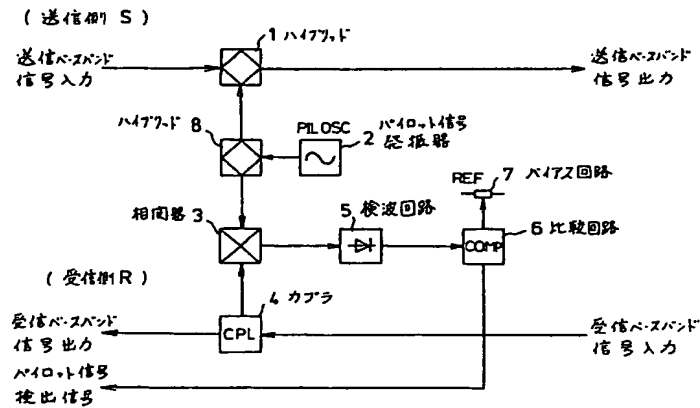 (送信側 S)
1 ハイブリッド
送信ベースバンド
信号入力
送信ベースバンド
信号出力
ハイブリッド 8
PIL OSC
2 パイロット信号
発振器
相関器 3
5 検波回路
REF 7 バイアス回路
COMP
6 比較回路
(受信側R)
4 カプラ
CPL
受信ベースバンド
信号出力
受信ベースバンド
信号入力
パイロット信号
検出信号